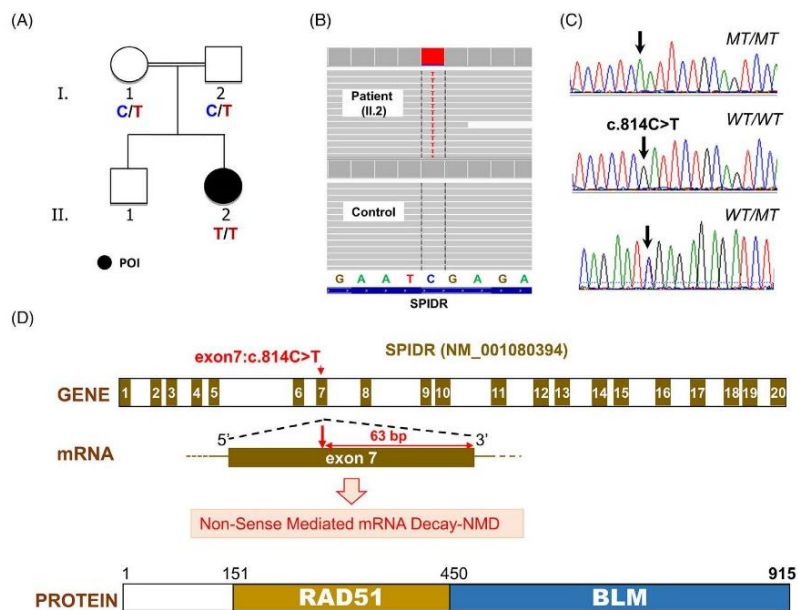 (A)
I.
1
2
C/T
C/T
II.
1
2
T/T
POI
(B)
Patient
(II.2)
T
T
T
T
T
T
T
T
T
T
Control
G A A T C G A G A
SPIDR
(C)
MT/MT
c.814C>T
WT/WT
WT/MT
(D)
exon7:c.814C>T
SPIDR (NM_001080394)
GENE
1 2 3 4 5 6 7 8 9 10 11 12 13 14 15 16 17 18 19 20
5’
63 bp
3’
mRNA
exon 7
Non-Sense Mediated mRNA Decay-NMD
1 151 450 915
PROTEIN
RAD51
BLM